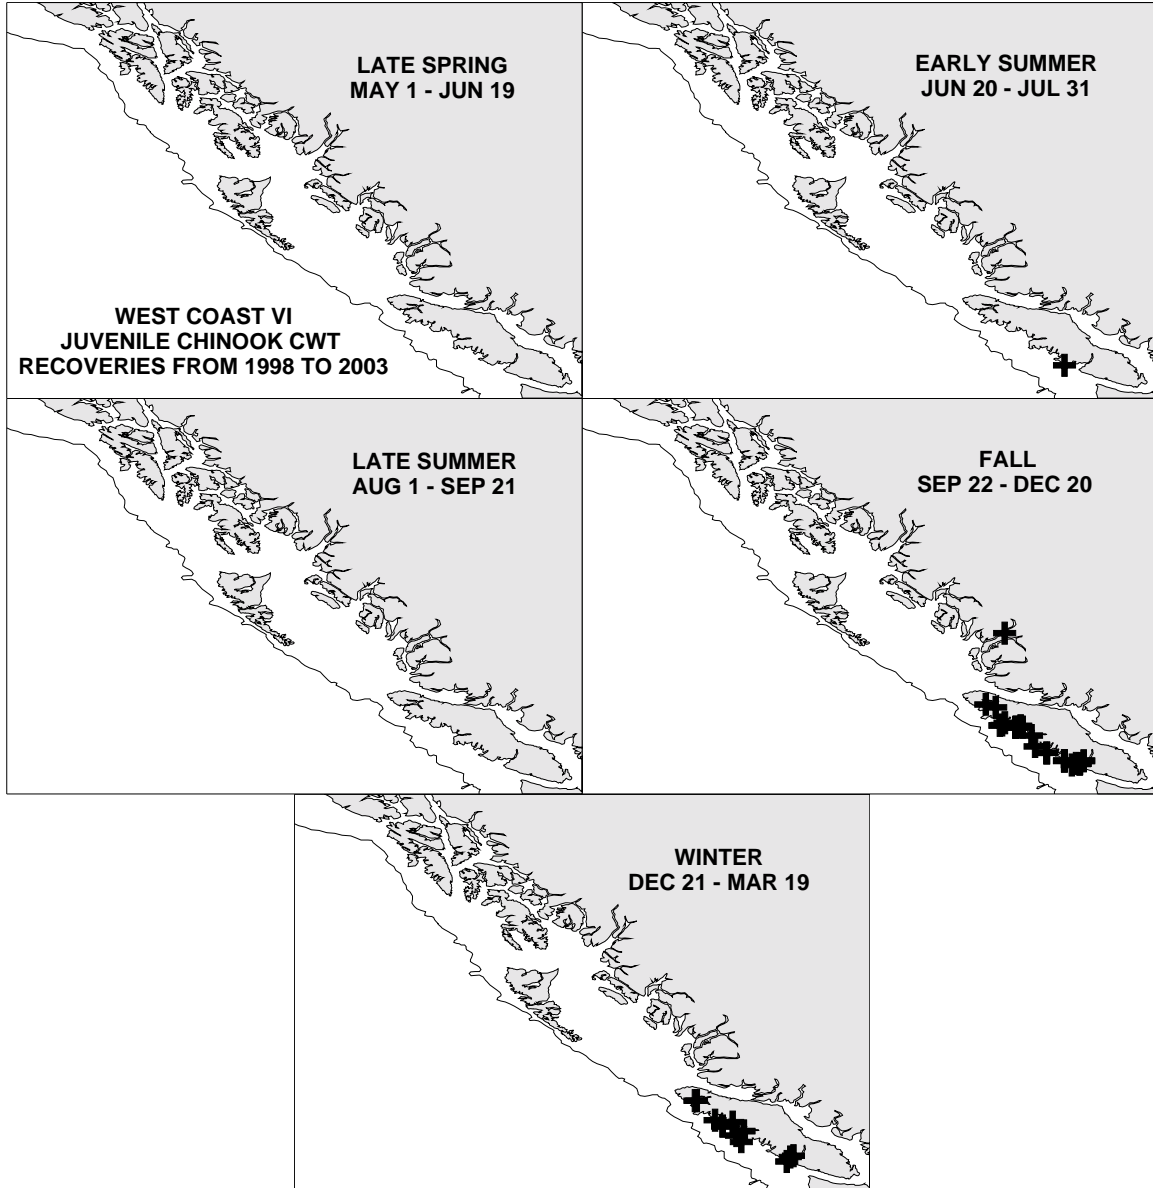 LATE SPRING
MAY 1 - JUN 19
WEST COAST VI
JUVENILE CHINOOK CWT
RECOVERIES FROM 1998 TO 2003
EARLY SUMMER
JUN 20 - JUL 31
LATE SUMMER
AUG 1 - SEP 21
FALL
SEP 22 - DEC 20
WINTER
DEC 21 - MAR 19